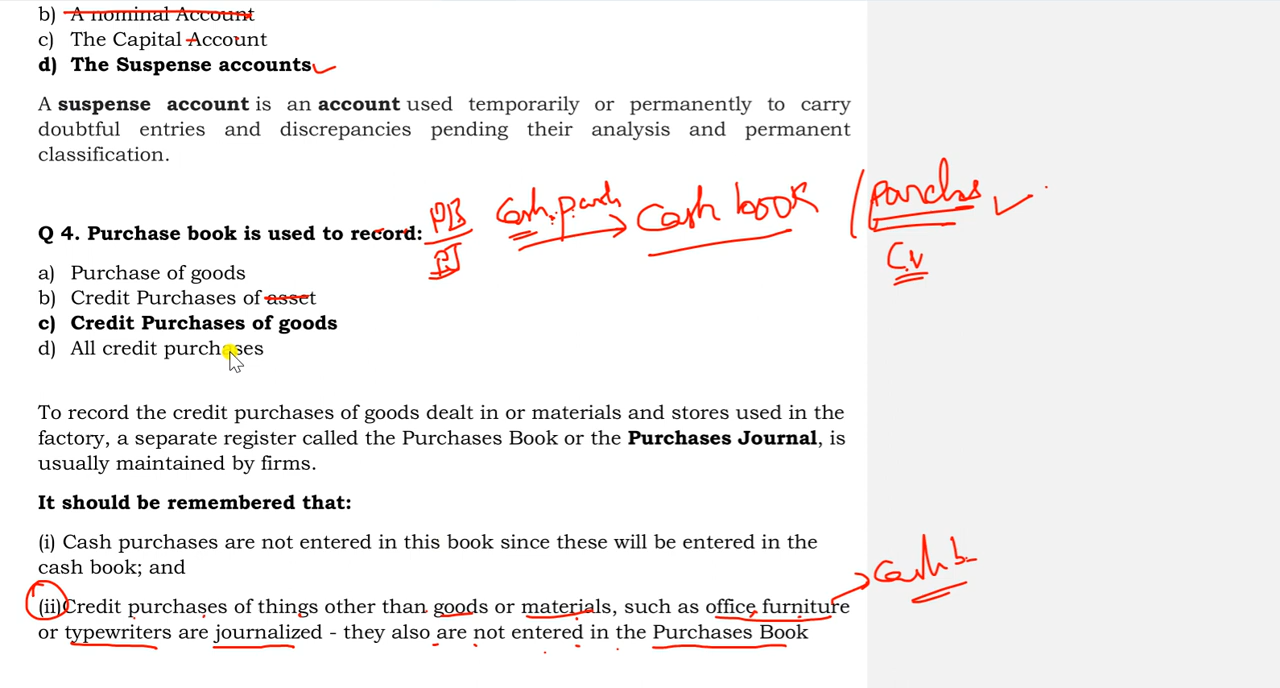 b) A nominal Account
c) The Capital Account
d) The Suspense accounts
A suspense account is an account used temporarily or permanently to carry
doubtful entries and discrepancies pending their analysis and permanent
classification.
PB Cash purch Cash book Purchas
Q 4. Purchase book is used to record:
PJ
C.V
a) Purchase of goods
b) Credit Purchases of asset
c) Credit Purchases of goods
d) All credit purchases
To record the credit purchases of goods dealt in or materials and stores used in the
factory, a separate register called the Purchases Book or the Purchases Journal, is
usually maintained by firms.
It should be remembered that:
(i) Cash purchases are not entered in this book since these will be entered in the
cash book; and
Cash b
(ii)Credit purchases of things other than goods or materials, such as office furniture
or typewriters are journalized - they also are not entered in the Purchases Book